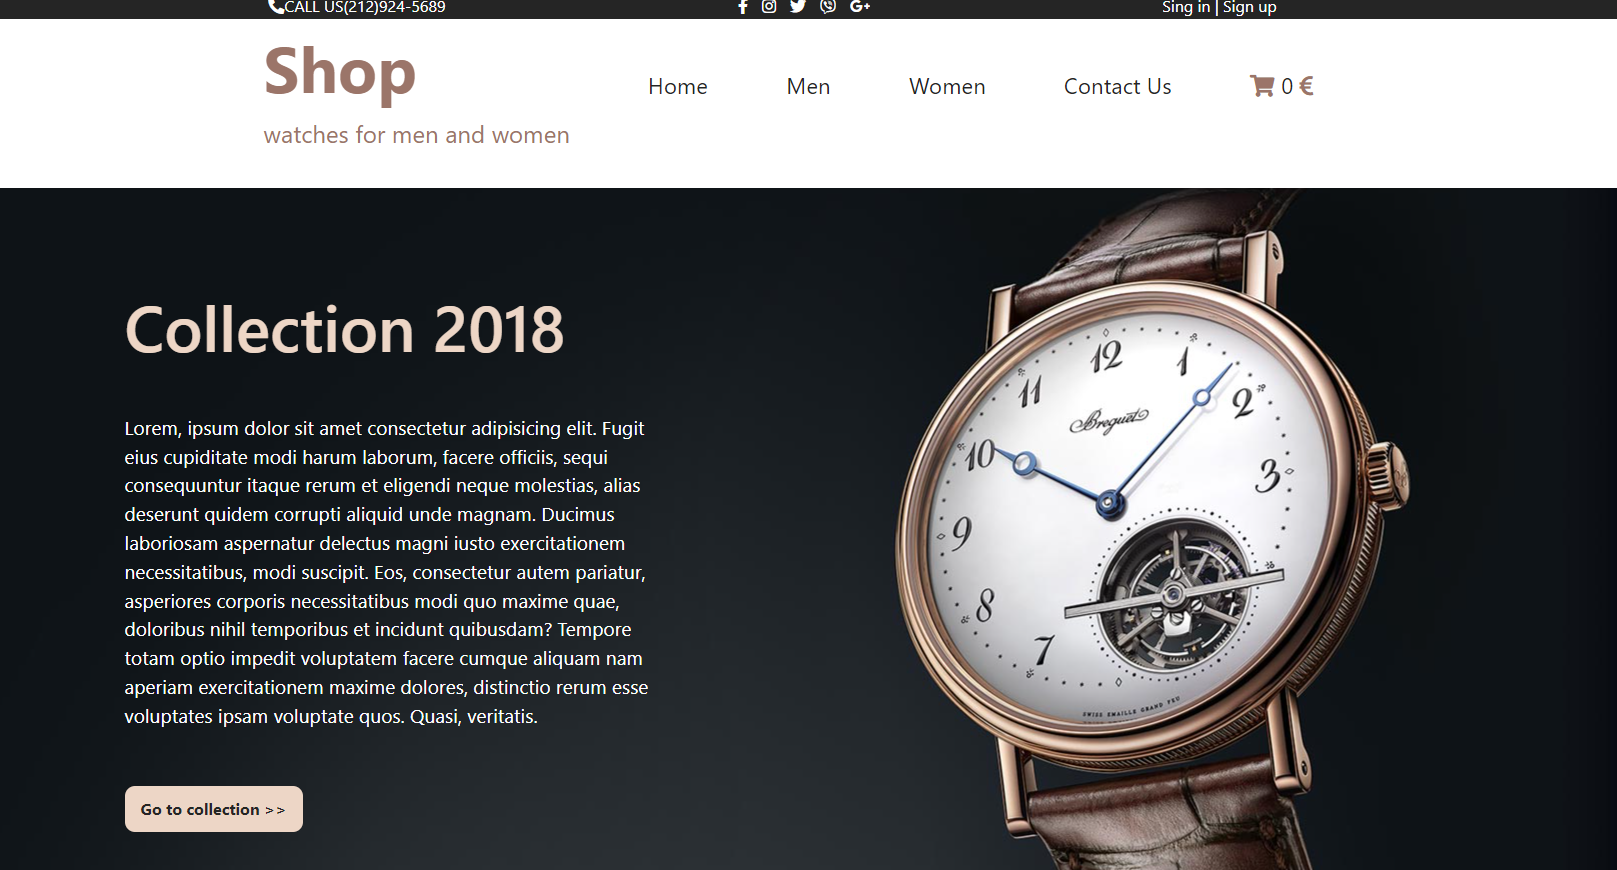 CALL US(212)924-5689
Sing in | Sign up
Shop
watches for men and women
Home
Men
Women
Contact Us
0 €
Collection 2018
Lorem, ipsum dolor sit amet consectetur adipisicing elit. Fugit
eius cupiditate modi harum laborum, facere officiis, sequi
consequuntur itaque rerum et eligendi neque molestias, alias
deserunt quidem corrupti aliquid unde magnam. Ducimus
laboriosam aspernatur delectus magni iusto exercitationem
necessitatibus, modi suscipit. Eos, consectetur autem pariatur,
asperiores corporis necessitatibus modi quo maxime quae,
doloribus nihil temporibus et incidunt quibusdam? Tempore
totam optio impedit voluptatem facere cumque aliquam nam
aperiam exercitationem maxime dolores, distinctio rerum esse
voluptates ipsam voluptate quos. Quasi, veritatis.
Go to collection >>
12
1
2
3
7
8
9
10
11
Breguet
SWISS EMAILLE GRAND FEU